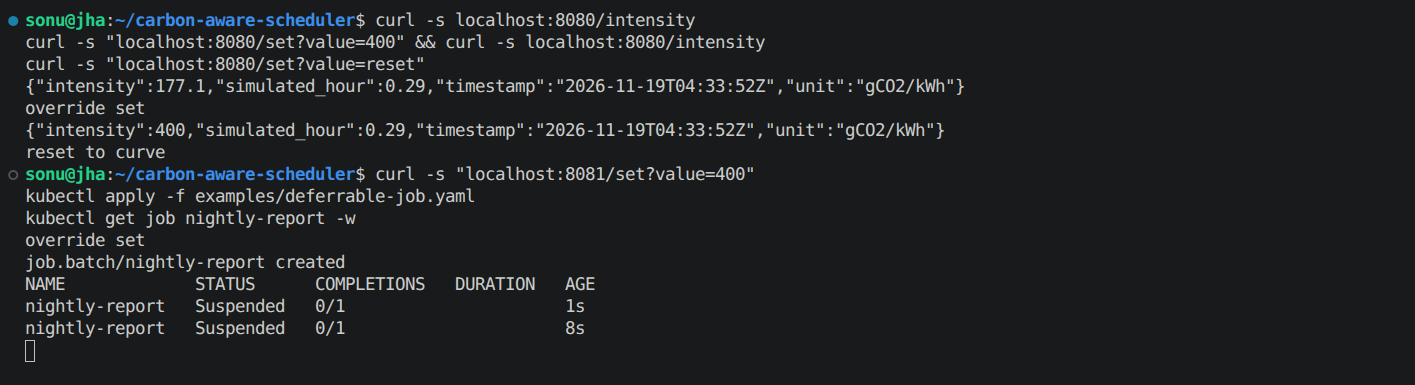 sonu@jha:~/carbon-aware-scheduler$ curl -s localhost:8080/intensity
curl -s "localhost:8080/set?value=400" && curl -s localhost:8080/intensity
curl -s "localhost:8080/set?value=reset"
{"intensity":177.1,"simulated_hour":0.29,"timestamp":"2026-11-19T04:33:52Z","unit":"gCO2/kWh"}
override set
{"intensity":400,"simulated_hour":0.29,"timestamp":"2026-11-19T04:33:52Z","unit":"gCO2/kWh"}
reset to curve
sonu@jha:~/carbon-aware-scheduler$ curl -s "localhost:8081/set?value=400"
kubectl apply -f examples/deferrable-job.yaml
kubectl get job nightly-report -w
override set
job.batch/nightly-report created
NAME             STATUS      COMPLETIONS   DURATION   AGE
nightly-report   Suspended   0/1                      1s
nightly-report   Suspended   0/1                      8s